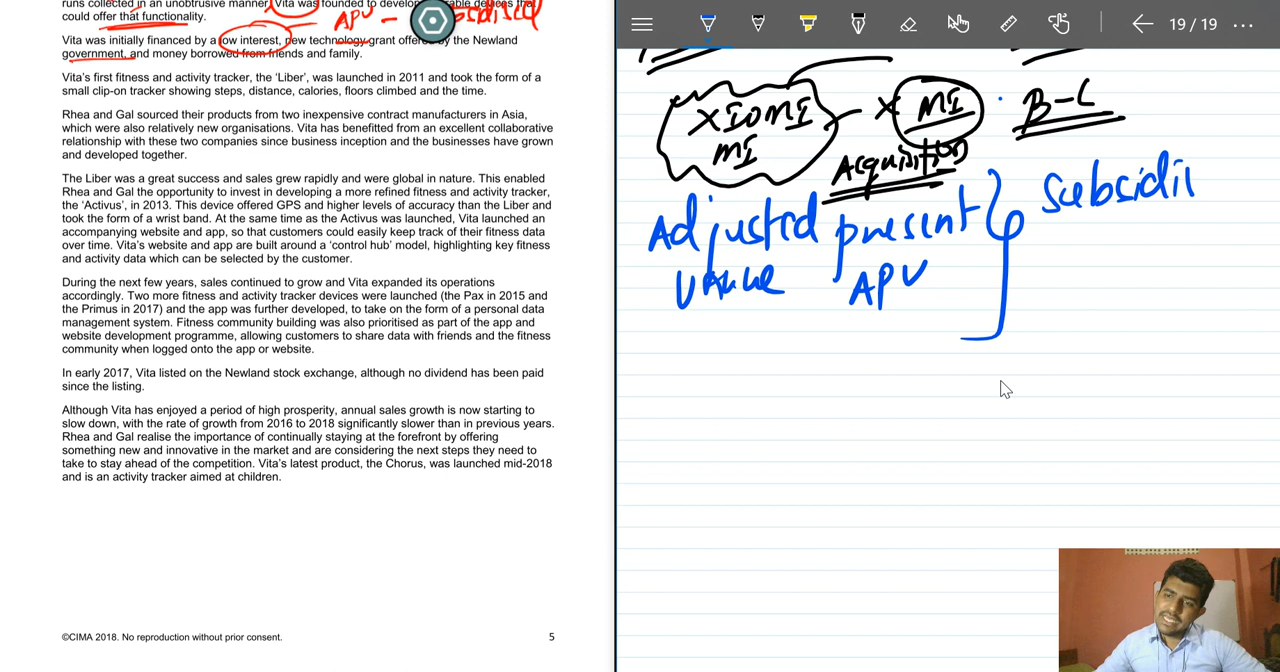 runs collected in an unobtrusive manner, Vita was founded to develop able devices that
could offer that functionality.
APV -
Vita was initially financed by a low interest, new technology grant offered by the Newland
government, and money borrowed from friends and family.
Vita's first fitness and activity tracker, the 'Liber', was launched in 2011 and took the form of a
small clip-on tracker showing steps, distance, calories, floors climbed and the time.
Rhea and Gal sourced their products from two inexpensive contract manufacturers in Asia,
which were also relatively new organisations. Vita has benefitted from an excellent collaborative
relationship with these two companies since business inception and the businesses have grown
and developed together.
The Liber was a great success and sales grew rapidly and were global in nature. This enabled
Rhea and Gal the opportunity to invest in developing a more refined fitness and activity tracker,
the 'Activus', in 2013. This device offered GPS and higher levels of accuracy than the Liber and
took the form of a wrist band. At the same time as the Activus was launched, Vita launched an
accompanying website and app, so that customers could easily keep track of their fitness data
over time. Vita's website and app are built around a 'control hub' model, highlighting key fitness
and activity data which can be selected by the customer.
During the next few years, sales continued to grow and Vita expanded its operations
accordingly. Two more fitness and activity tracker devices were launched (the Pax in 2015 and
the Primus in 2017) and the app was further developed, to take on the form of a personal data
management system. Fitness community building was also prioritised as part of the app and
website development programme, allowing customers to share data with friends and the fitness
community when logged onto the app or website.
In early 2017, Vita listed on the Newland stock exchange, although no dividend has been paid
since the listing.
Although Vita has enjoyed a period of high prosperity, annual sales growth is now starting to
slow down, with the rate of growth from 2016 to 2018 significantly slower than in previous years.
Rhea and Gal realise the importance of continually staying at the forefront by offering
something new and innovative in the market and are considering the next steps they need to
take to stay ahead of the competition. Vita's latest product, the Chorus, was launched mid-2018
and is an activity tracker aimed at children.
©CIMA 2018. No reproduction without prior consent.
5
19 / 19
XIOMI - X MI B-C
MI
Acquisition
Adjusted present Subsidi
Value APV